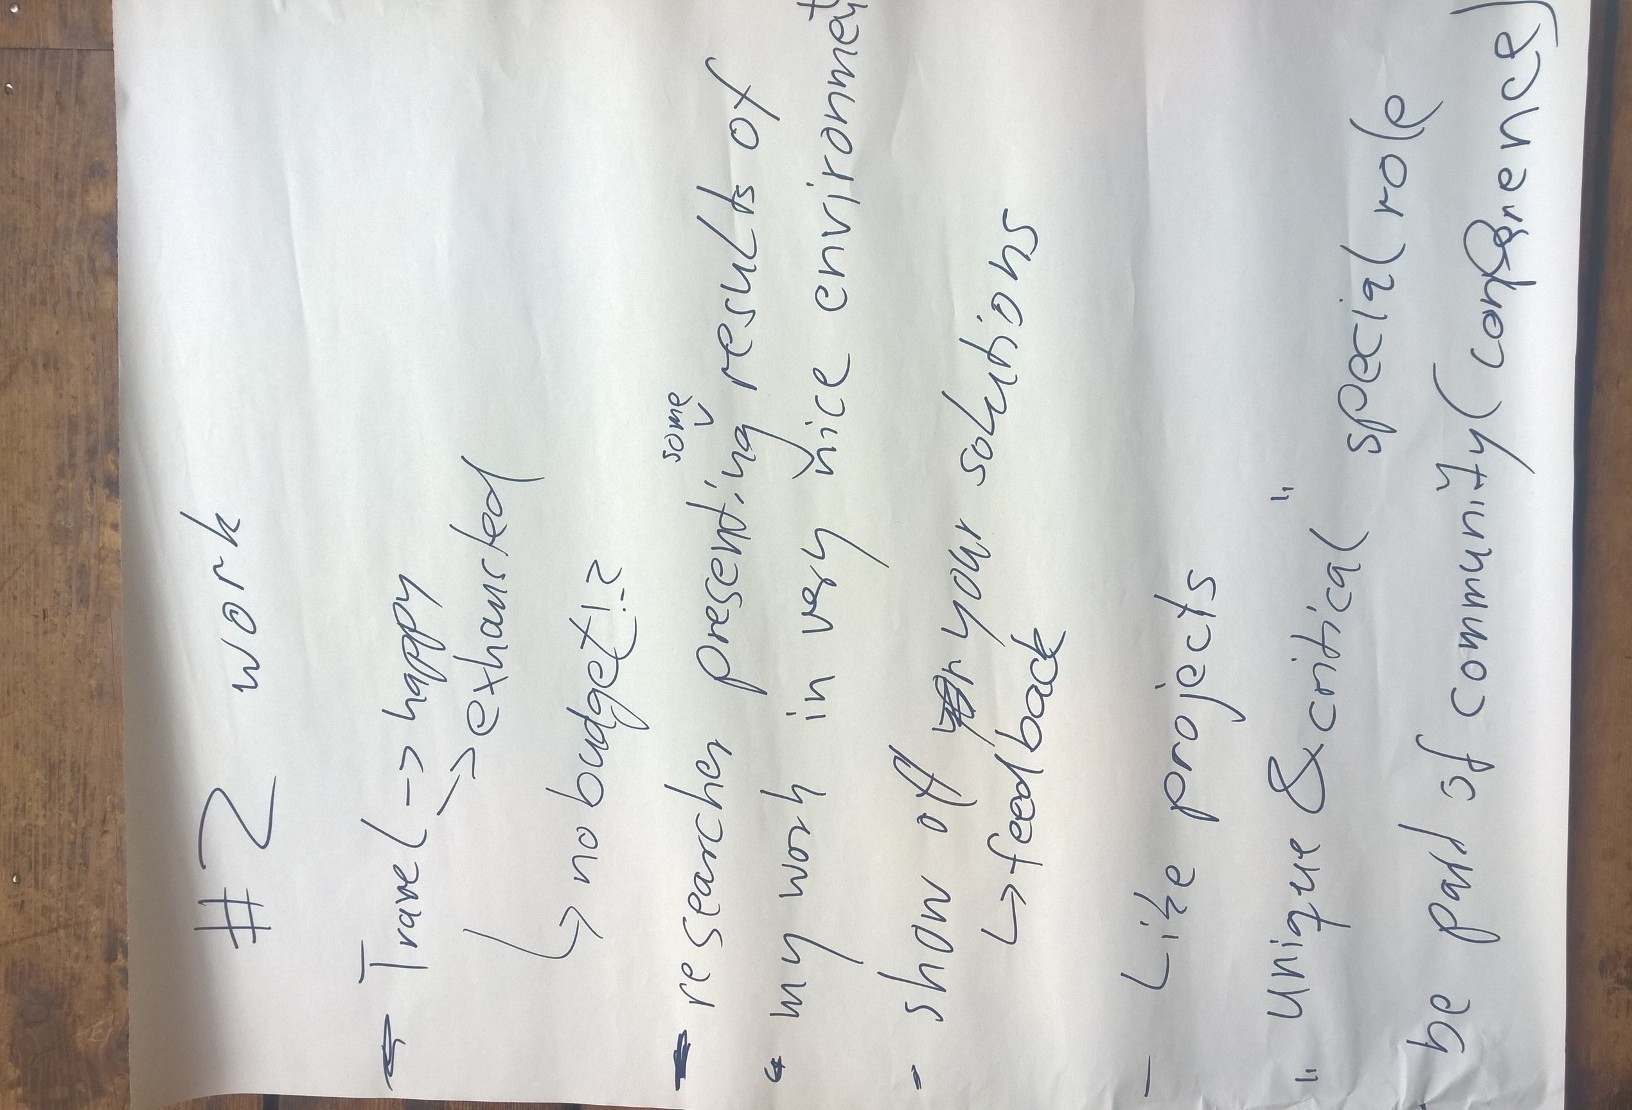 #2 work
- Travel -> happy
-> exhausted
↳ no budget!?
- researcher presenting some results of
my work in very nice environment
- show off your solutions
↳ feedback
- Like projects
" unique & critical " special role
be part of community (conference)